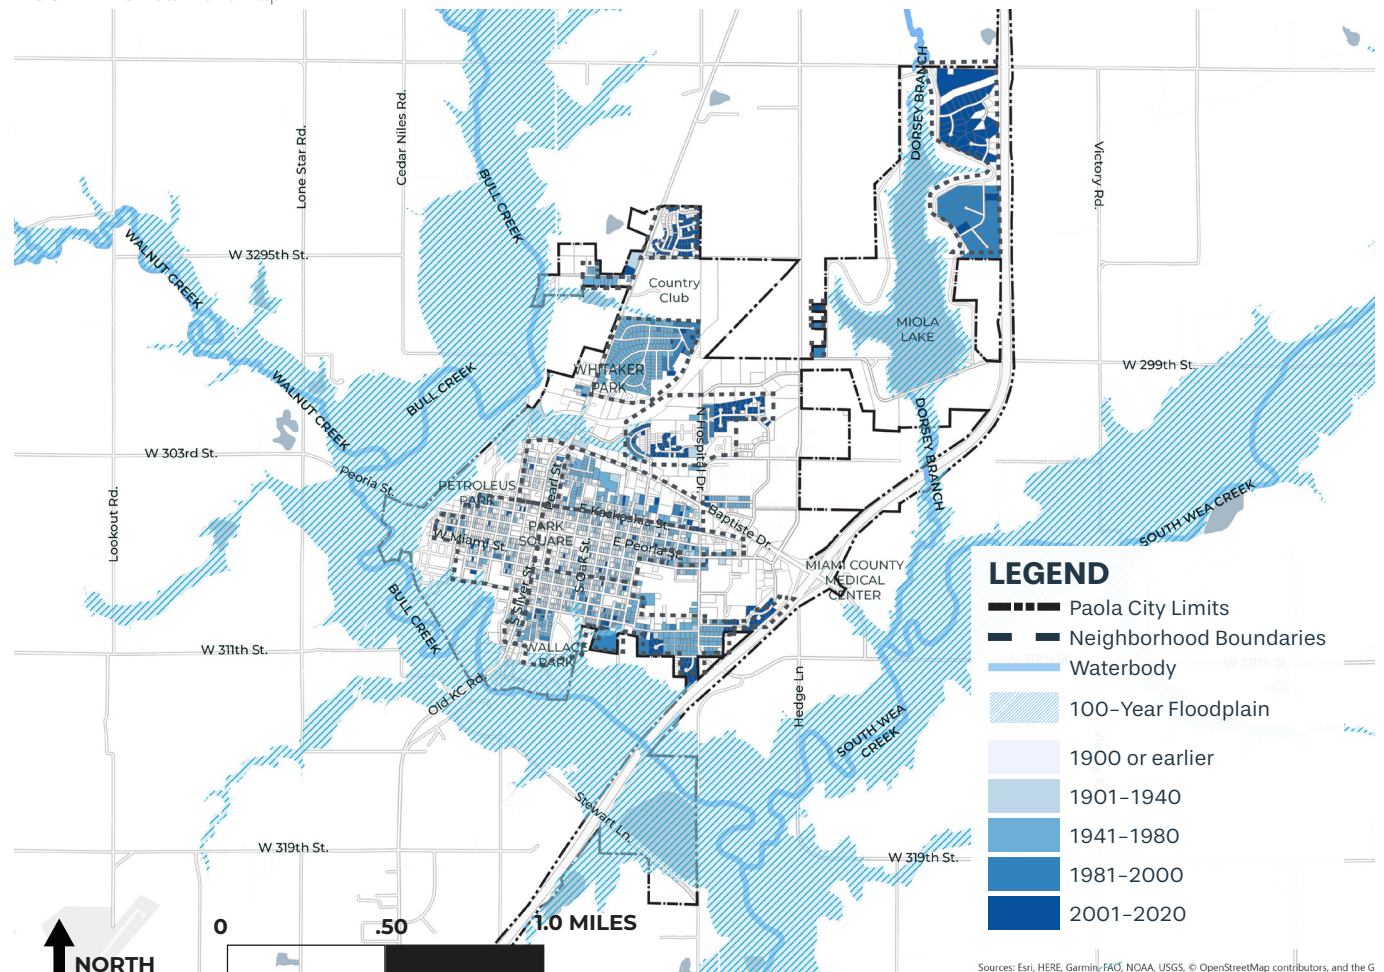 DORSEY BRANCH
Lone Star Rd.
Cedar Niles Rd.
Victory Rd.
BULL CREEK
WALNUT CREEK
W 3295th St.
Country
Club
MIOLA
LAKE
W 299th St.
WHITAKER
PARK
BULL CREEK
WALNUT CREEK
N Hospital Dr.
DORSEY BRANCH
W 303rd St.
Peoria St.
PETROLEUS
PARK
Pearl St.
Lookout Rd.
E Kaskaskia St.
Baptiste Dr.
SOUTH WEA CREEK
PARK
SQUARE
W Miami St.
E Peoria St.
S Oak St.
S Silver St.
MIAMI COUNTY
MEDICAL
CENTER
BULL CREEK
W 311th St.
WALLACE
PARK
W 311th St.
W 311th St.
Old KC Rd.
Hedge Ln
SOUTH WEA
CREEK
Stewart Ln.
W 319th St.
W 319th St.
LEGEND
Paola City Limits
Neighborhood Boundaries
Waterbody
100-Year Floodplain
1900 or earlier
1901-1940
1941-1980
1981-2000
2001-2020
0 .50 1.0 MILES
NORTH
Sources: Esri, HERE, Garmin, FAO, NOAA, USGS, © OpenStreetMap contributors, and the G